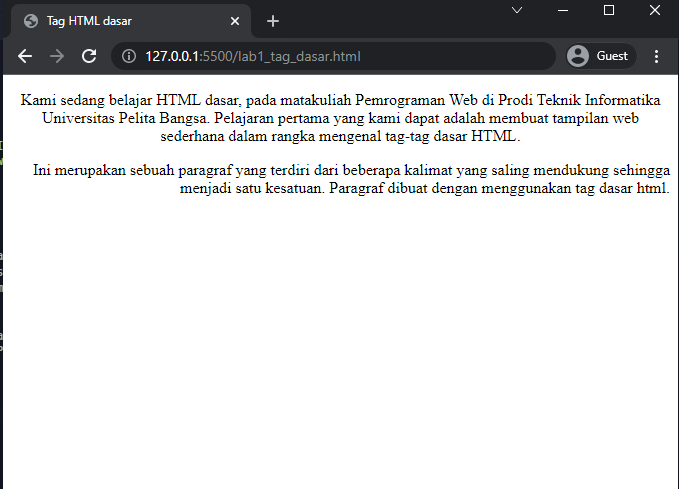 Tag HTML dasar
127.0.0.1:5500/lab1_tag_dasar.html
Guest
Kami sedang belajar HTML dasar, pada matakuliah Pemrograman Web di Prodi Teknik Informatika
Universitas Pelita Bangsa. Pelajaran pertama yang kami dapat adalah membuat tampilan web
sederhana dalam rangka mengenal tag-tag dasar HTML.
Ini merupakan sebuah paragraf yang terdiri dari beberapa kalimat yang saling mendukung sehingga
menjadi satu kesatuan. Paragraf dibuat dengan menggunakan tag dasar html.